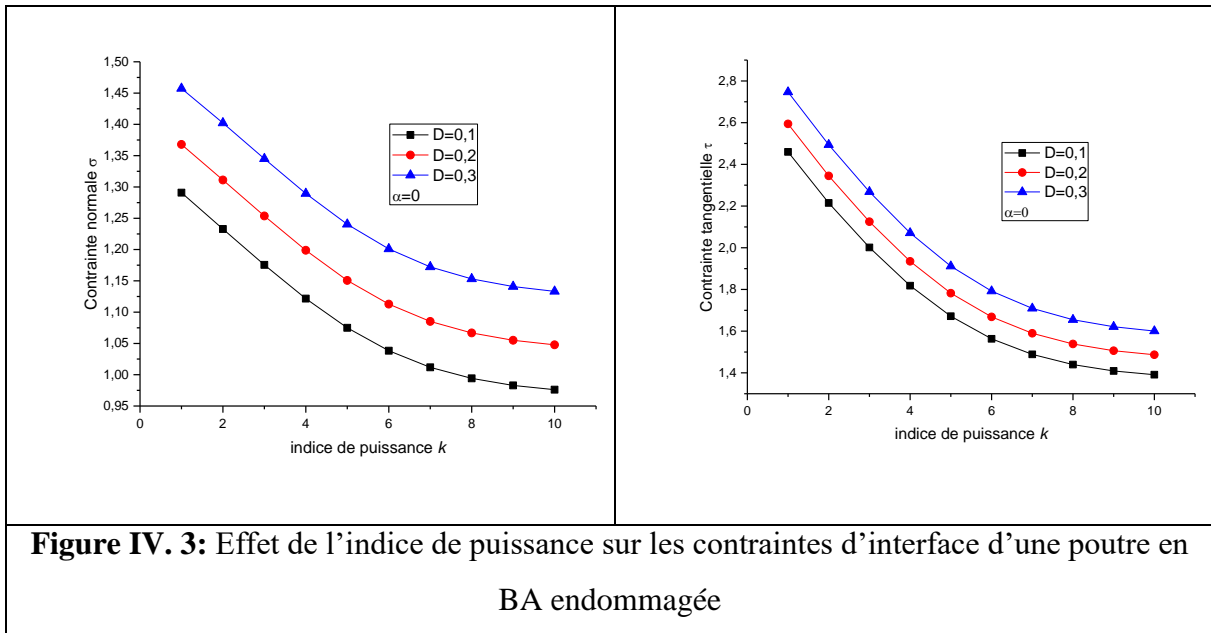 1,50
1,45
1,40
1,35
1,30
1,25
1,20
1,15
1,10
1,05
1,00
0,95
Contrainte normale σ
D=0,1
D=0,2
D=0,3
α=0
0 2 4 6 8 10
indice de puissance k
2,8
2,6
2,4
2,2
2,0
1,8
1,6
1,4
Contrainte tangentielle τ
D=0,1
D=0,2
D=0,3
α=0
0 2 4 6 8 10
indice de puissance k
Figure IV. 3: Effet de l’indice de puissance sur les contraintes d’interface d’une poutre en
BA endommagée